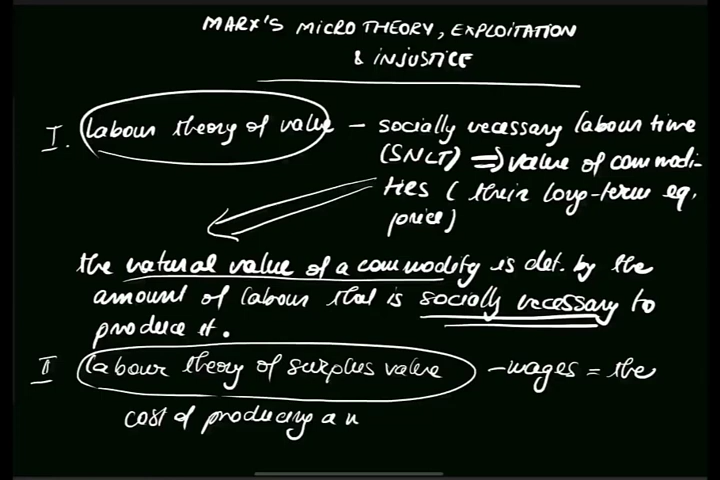 MARX'S MICRO THEORY, EXPLOITATION
& INJUSTICE
I. labour theory of value – socially necessary labour time
(SNLT) ⇒ value of commodi-
ties (their long-term eq.
price)
the natural value of a commodity is det. by the
amount of labour that is socially necessary to
produce it.
II labour theory of surplus value – wages = the
cost of producing a w